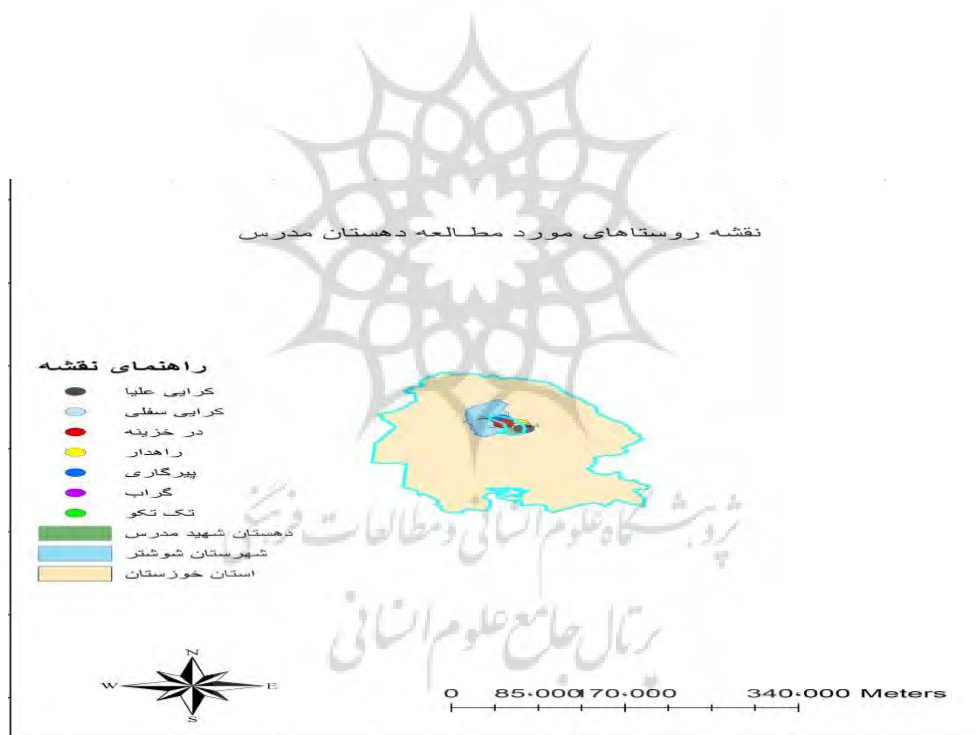 نقشه روستاهای مورد مطالعه دهستان مدرس
راهنمای نقشه
کرایی علیا
کرایی سفلی
در خزینه
راهدار
پیرگاری
گراب
تک تکو
دهستان شهید مدرس
شهرستان شوشتر
استان خوزستان
پژوهشگاه علوم انسانی و مطالعات فرهنگی
پرتال جامع علوم انسانی
N
W E
S
0 85،000 170،000 340،000 Meters